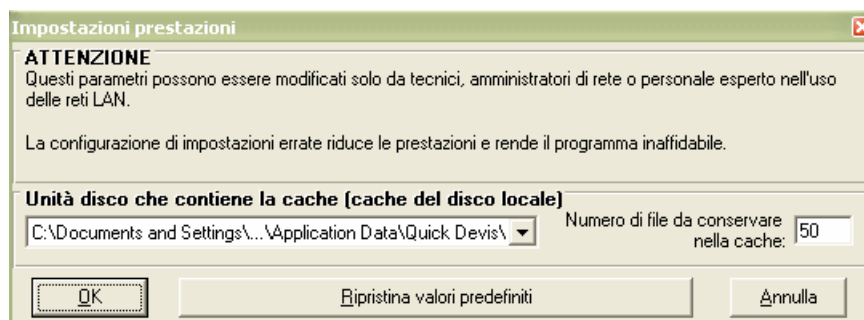 Impostazioni prestazioni
ATTENZIONE
Questi parametri possono essere modificati solo da tecnici, amministratori di rete o personale esperto nell'uso
delle reti LAN.
La configurazione di impostazioni errate riduce le prestazioni e rende il programma inaffidabile.
Unità disco che contiene la cache (cache del disco locale)
C:\Documents and Settings\...\Application Data\Quick Devis\
Numero di file da conservare
nella cache: 50
OK
Ripristina valori predefiniti
Annulla